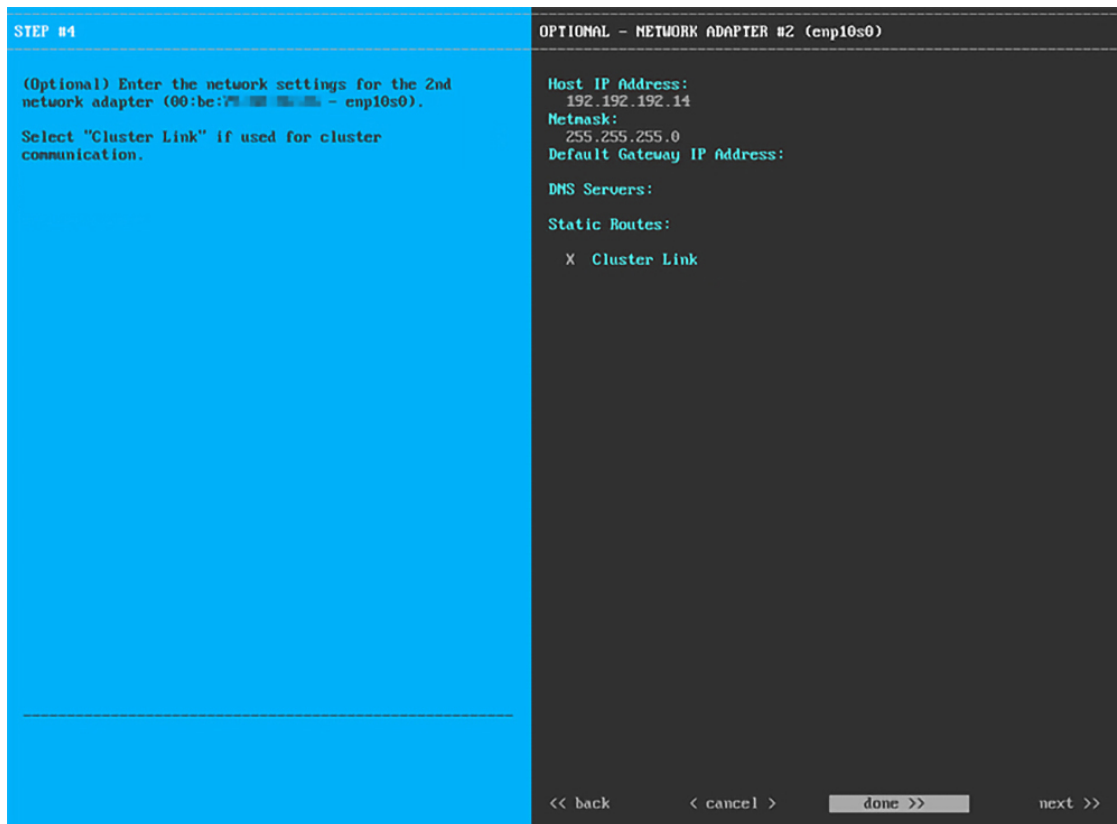 STEP #4
(Optional) Enter the network settings for the 2nd
network adapter (00:be: - enp10s0).
Select "Cluster Link" if used for cluster
communication.
OPTIONAL - NETWORK ADAPTER #2 (enp10s0)
Host IP Address:
192.192.192.14
Netmask:
255.255.255.0
Default Gateway IP Address:
DNS Servers:
Static Routes:
X Cluster Link
<< back < cancel > done >> next >>